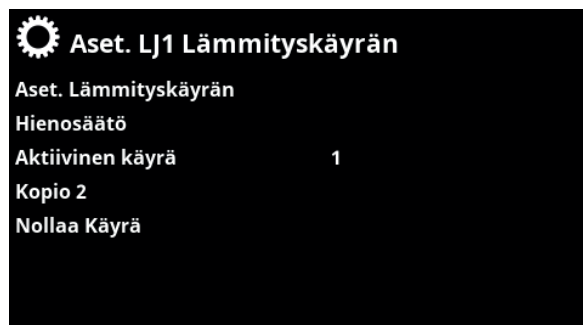 Aset. LJ1 Lämmityskäyrän
Aset. Lämmityskäyrän
Hienosäätö
Aktiivinen käyrä 1
Kopio 2
Nollaa Käyrä